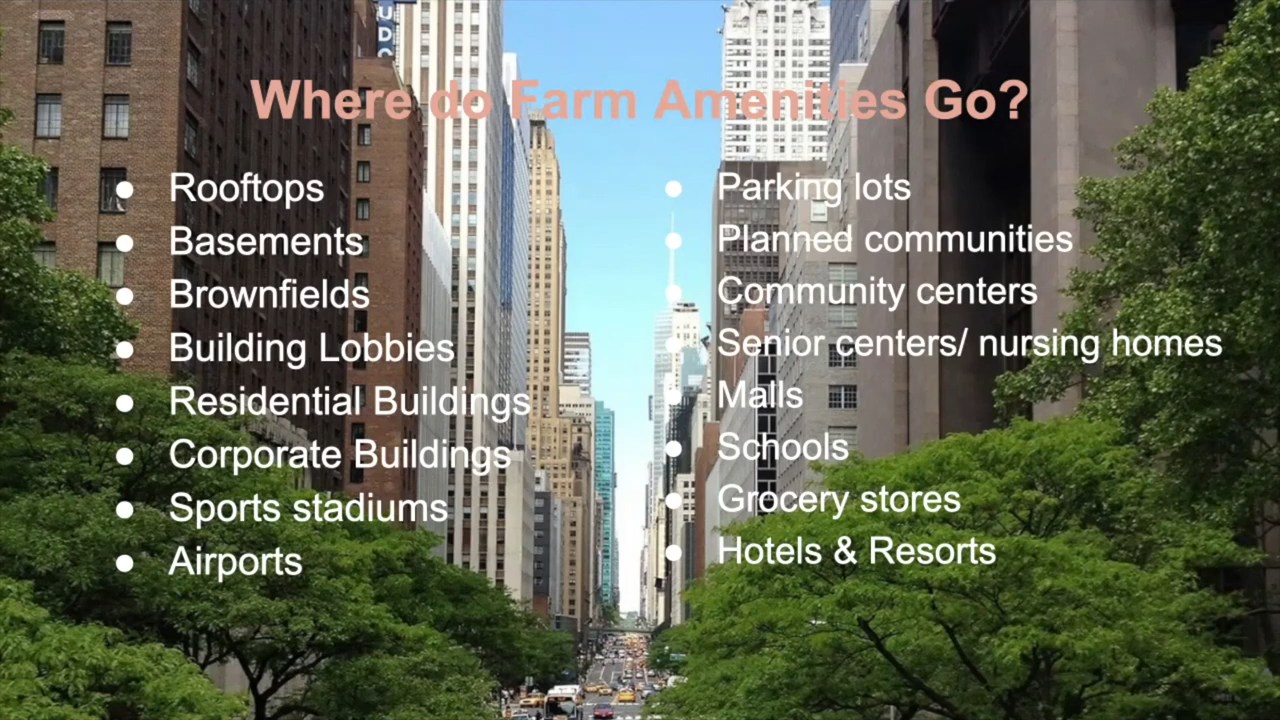 Where do Farm Amenities Go?
● Rooftops
● Basements
● Brownfields
● Building Lobbies
● Residential Buildings
● Corporate Buildings
● Sports stadiums
● Airports
● Parking lots
● Planned communities
● Community centers
● Senior centers/ nursing homes
● Malls
● Schools
● Grocery stores
● Hotels & Resorts